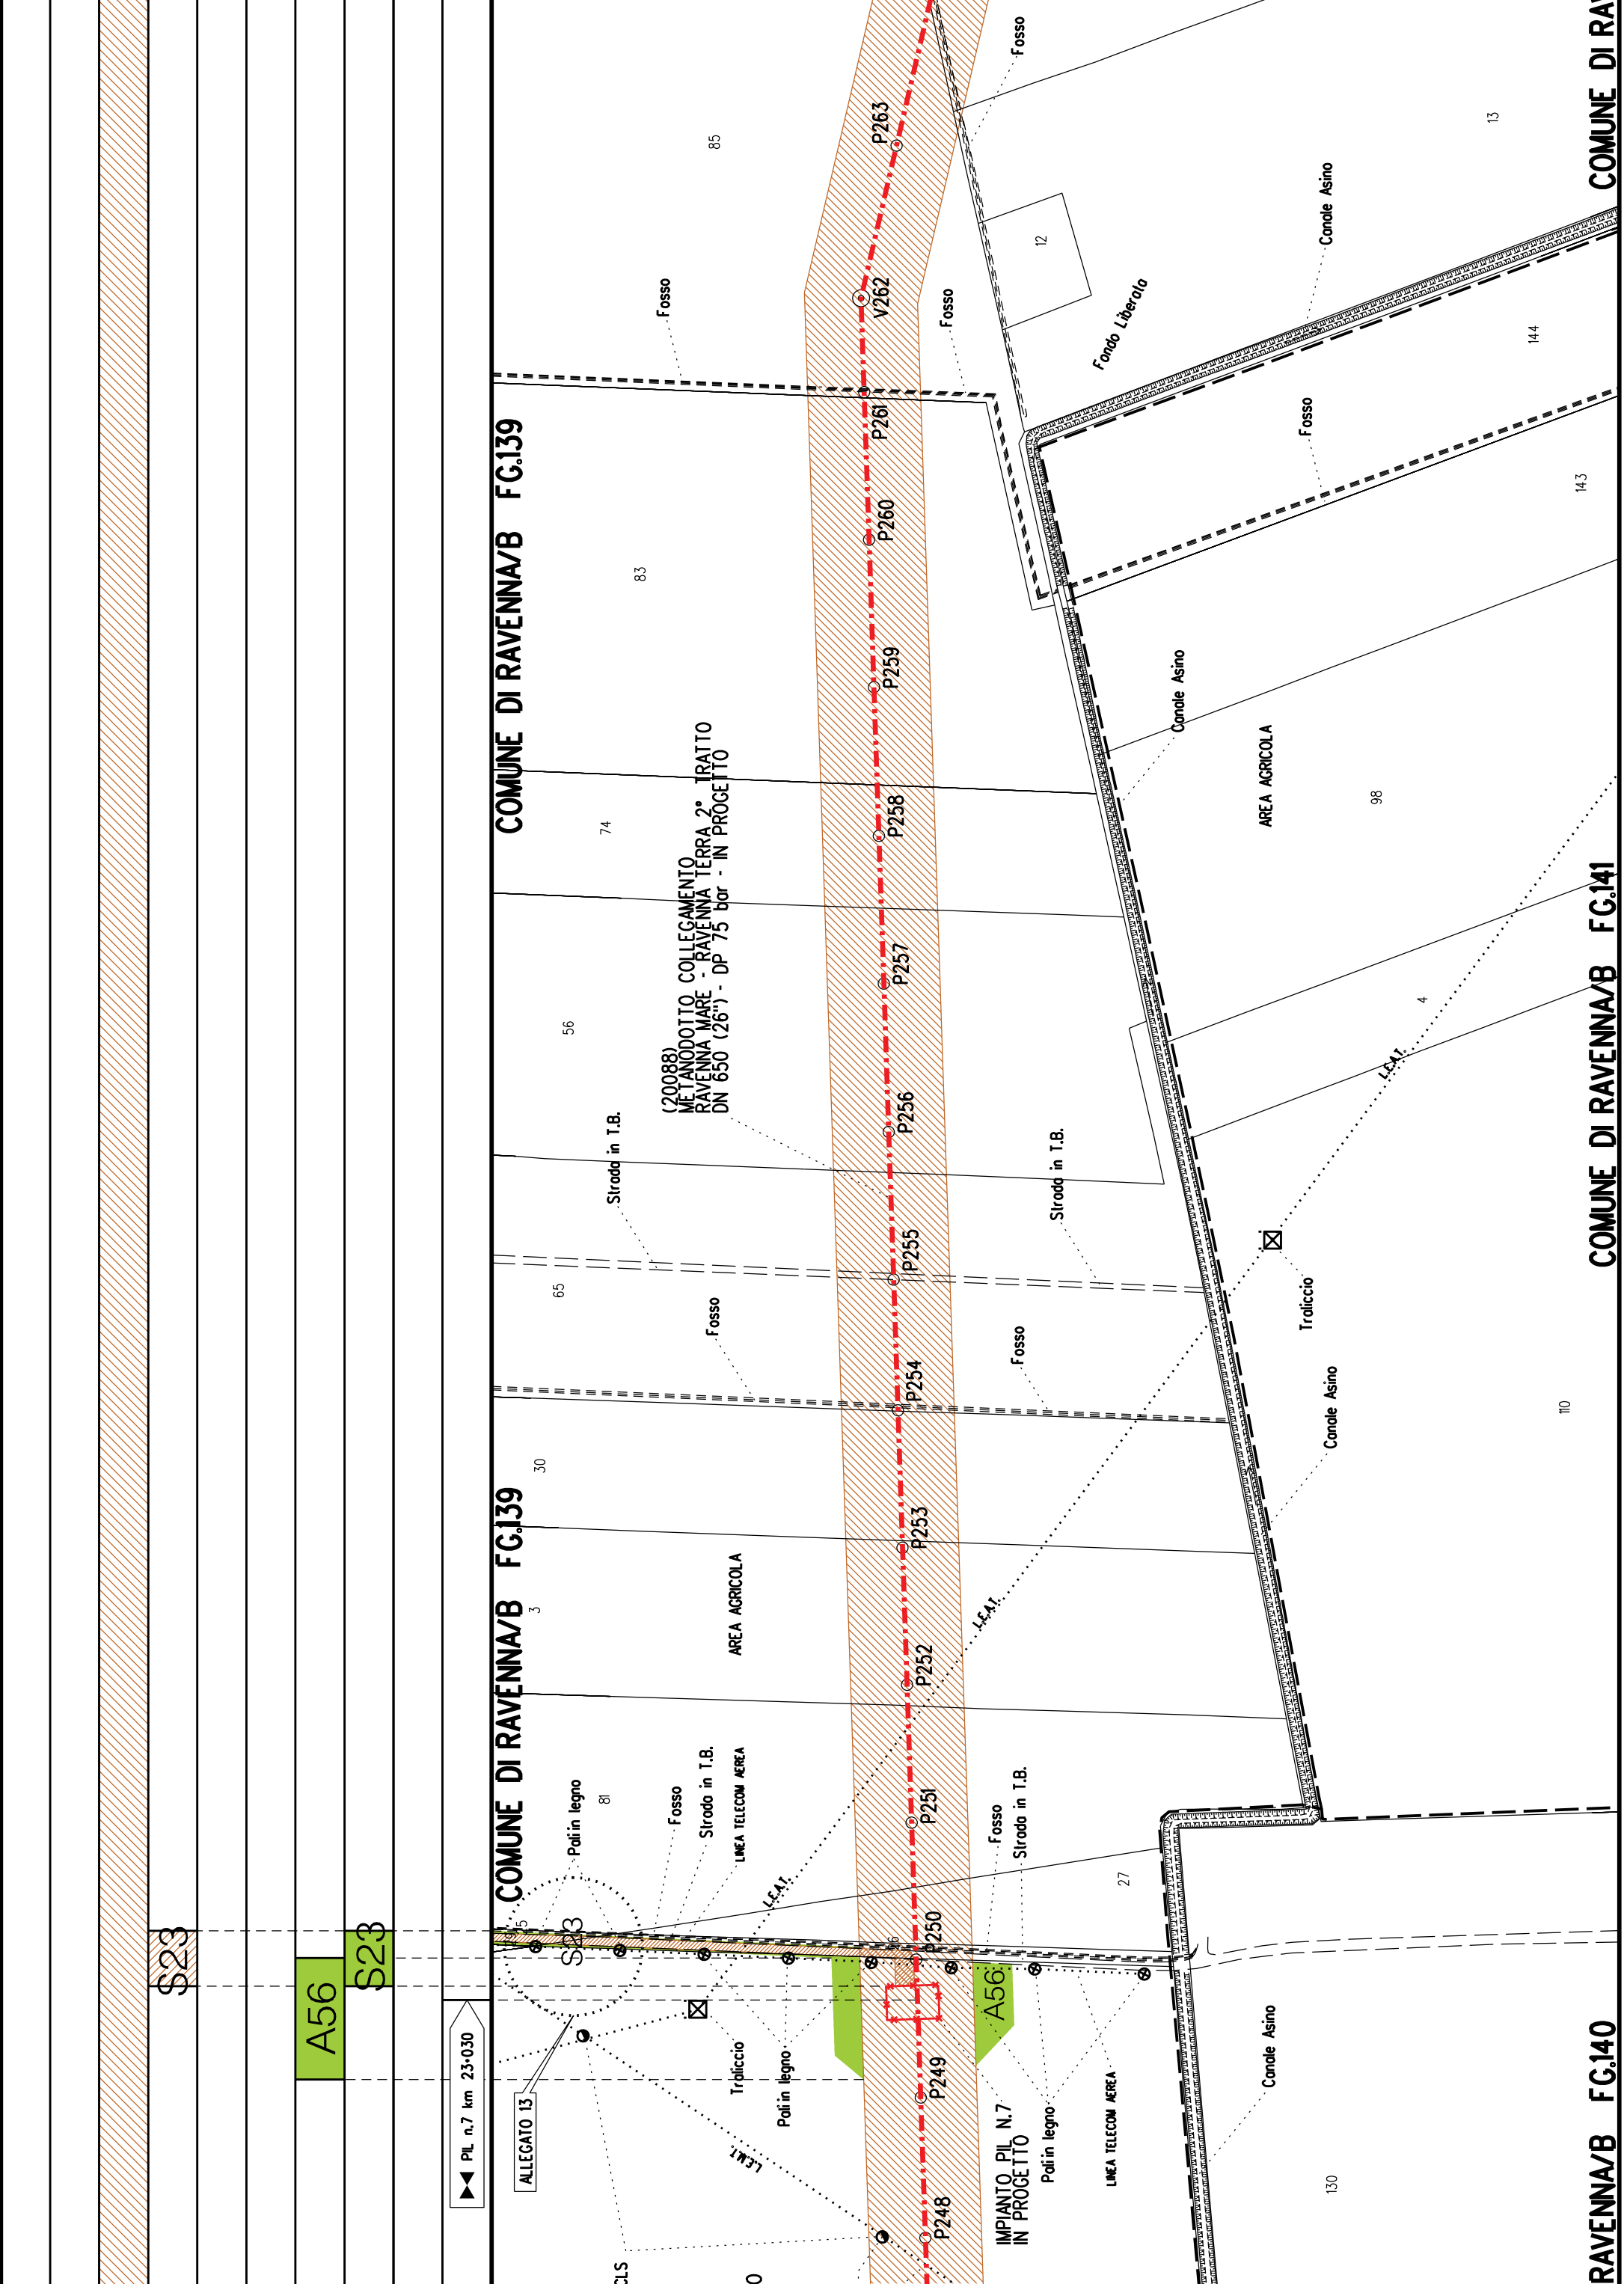 S23
A56
S23
PIL n.7 km 23+030
ALLEGATO 13
COMUNE DI RAVENNA/B FG.139
COMUNE DI RAVENNA/B FG.139
S23
25
3
30
65
56
74
83
85
81
Pali in legno
Fosso
Strada in T.B.
LINEA TELECOM AEREA
L.E.A.T.
AREA AGRICOLA
Fosso
Strada in T.B.
Fosso
(20088)
METANODOTTO COLLEGAMENTO
RAVENNA MARE - RAVENNA TERRA 2° TRATTO
DN 650 (26") - DP 75 bar - IN PROGETTO
Traliccio
Pali in legno
L.E.M.T.
CLS
P248
P249
P250
P251
P252
P253
P254
P255
P256
P257
P258
P259
P260
P261
V262
P263
A56
IMPIANTO PIL N.7
IN PROGETTO
Pali in legno
LINEA TELECOM AEREA
Fosso
Strada in T.B.
L.E.A.T.
Fosso
Strada in T.B.
Fosso
Fosso
12
Fondo Liberata
27
Canale Asino
AREA AGRICOLA
Canale Asino
Traliccio
L.E.A.T.
Fosso
Canale Asino
Canale Asino
130
110
4
98
143
144
13
RAVENNA/B FG.140
COMUNE DI RAVENNA/B FG.141
COMUNE DI RAV